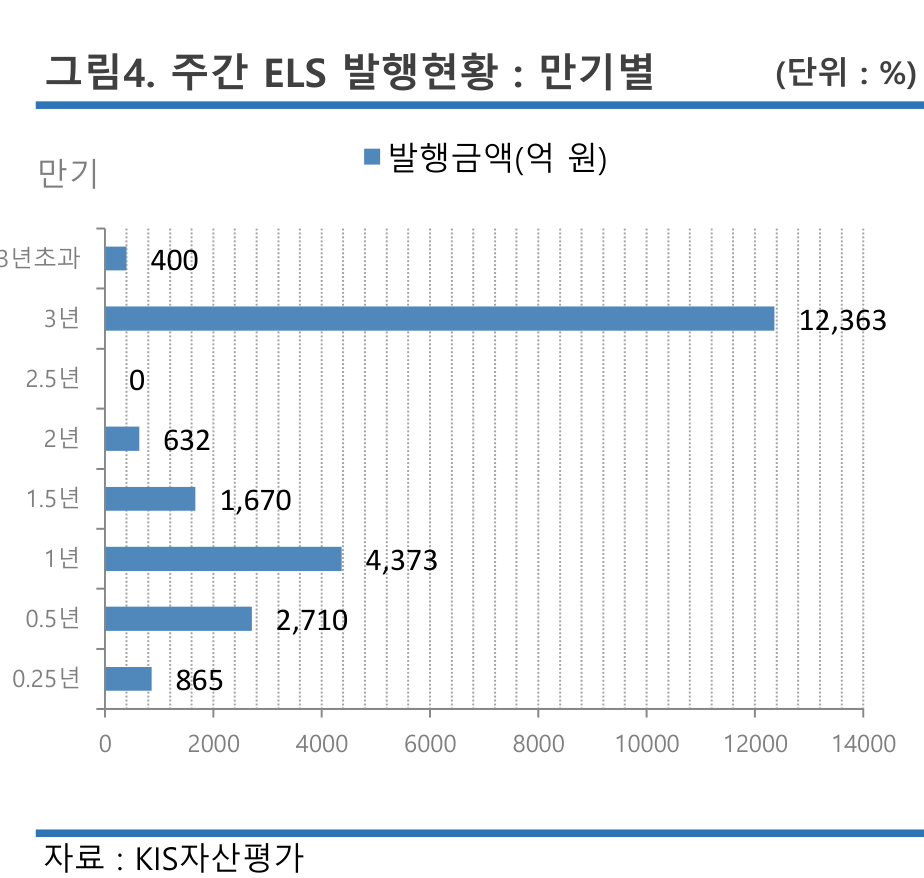 그림4. 주간 ELS 발행현황 : 만기별 (단위 : %)
발행금액(억 원)
만기
3년초과 400
3년 12,363
2.5년 0
2년 632
1.5년 1,670
1년 4,373
0.5년 2,710
0.25년 865
0 2000 4000 6000 8000 10000 12000 14000
자료 : KIS자산평가